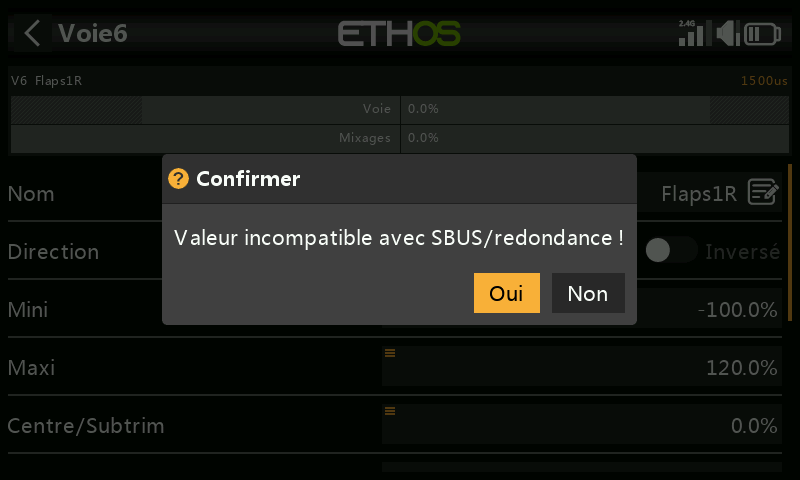 Voie6
ETHOS
2.4G
V6 Flaps1R
1500us
Voie 0.0%
Mixages 0.0%
? Confirmer
Valeur incompatible avec SBUS/redondance !
Oui Non
Nom Flaps1R
Direction Inversé
Mini -100.0%
Maxi 120.0%
Centre/Subtrim 0.0%